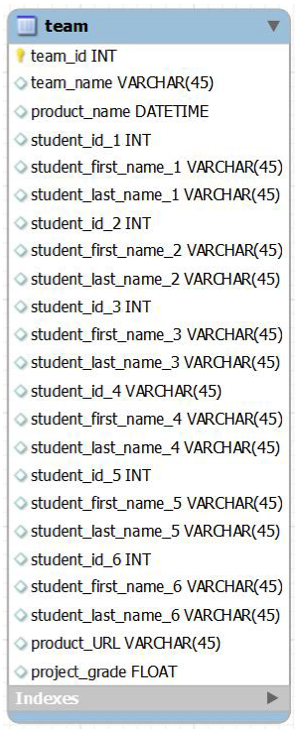 team
team_id INT
team_name VARCHAR(45)
product_name DATETIME
student_id_1 INT
student_first_name_1 VARCHAR(45)
student_last_name_1 VARCHAR(45)
student_id_2 INT
student_first_name_2 VARCHAR(45)
student_last_name_2 VARCHAR(45)
student_id_3 INT
student_first_name_3 VARCHAR(45)
student_last_name_3 VARCHAR(45)
student_id_4 VARCHAR(45)
student_first_name_4 VARCHAR(45)
student_last_name_4 VARCHAR(45)
student_id_5 INT
student_first_name_5 VARCHAR(45)
student_last_name_5 VARCHAR(45)
student_id_6 INT
student_first_name_6 VARCHAR(45)
student_last_name_6 VARCHAR(45)
product_URL VARCHAR(45)
project_grade FLOAT
Indexes